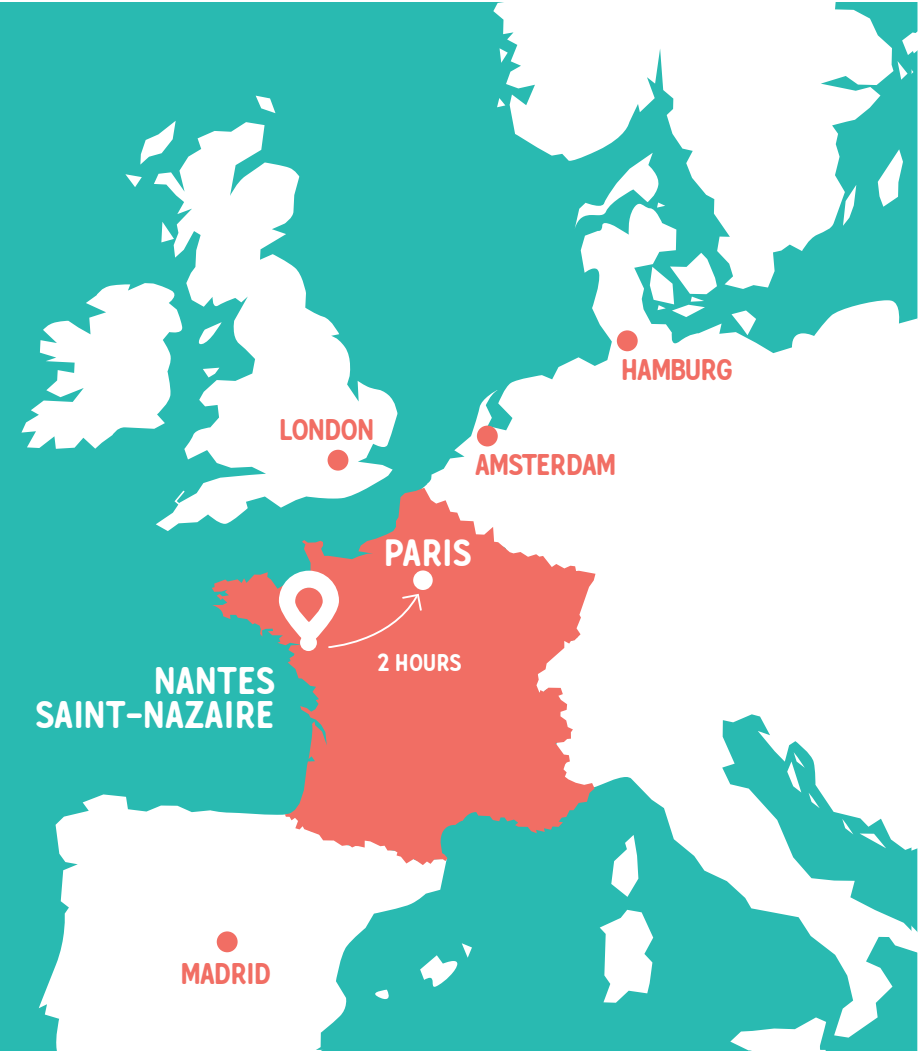 HAMBURG
LONDON
AMSTERDAM
PARIS
2 HOURS
NANTES
SAINT-NAZAIRE
MADRID